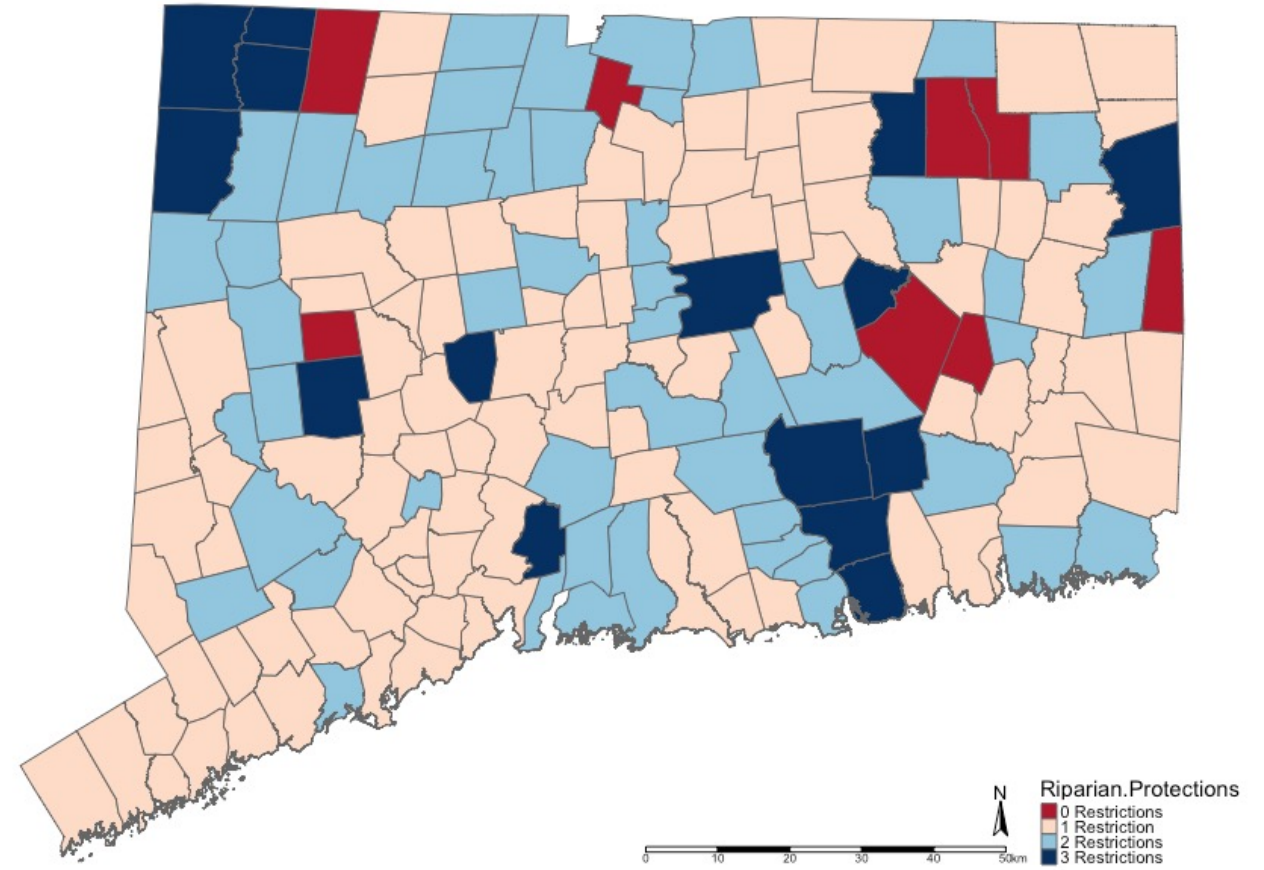 N
0 10 20 30 40 50km
Riparian.Protections
0 Restrictions
1 Restriction
2 Restrictions
3 Restrictions